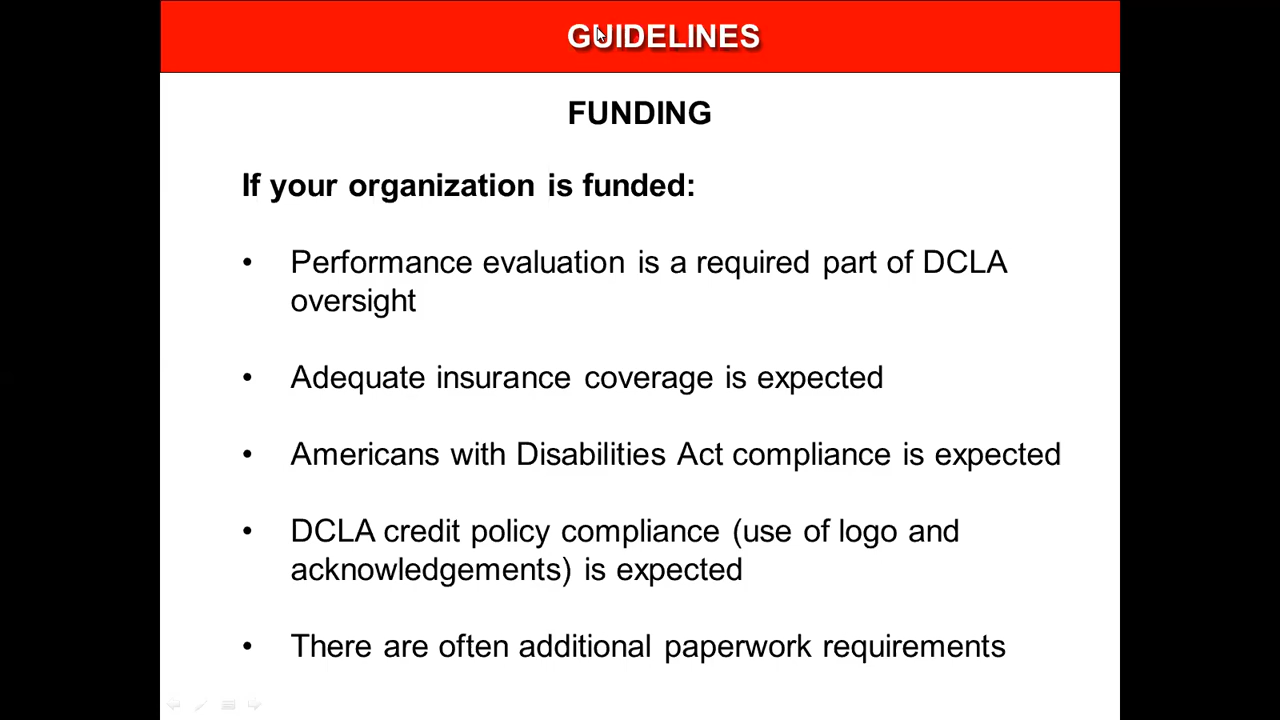 GUIDELINES
FUNDING
If your organization is funded:
• Performance evaluation is a required part of DCLA
oversight
• Adequate insurance coverage is expected
• Americans with Disabilities Act compliance is expected
• DCLA credit policy compliance (use of logo and
acknowledgements) is expected
• There are often additional paperwork requirements